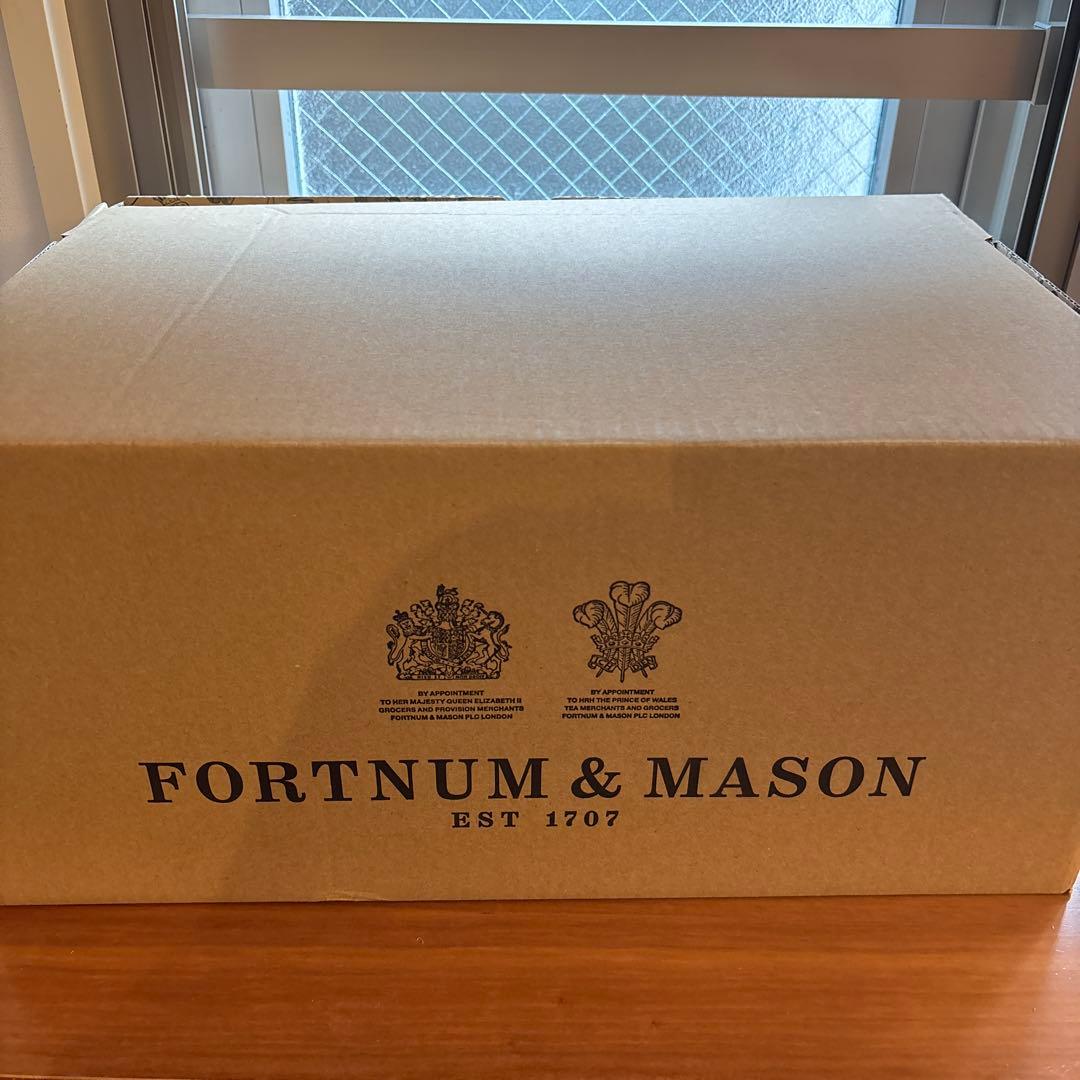 BY APPOINTMENT
TO HER MAJESTY QUEEN ELIZABETH II
GROCERS AND PROVISION MERCHANTS
FORTNUM & MASON PLC LONDON
BY APPOINTMENT
TO HRH THE PRINCE OF WALES
TEA MERCHANTS AND GROCERS
FORTNUM & MASON PLC LONDON
FORTNUM & MASON
EST 1707